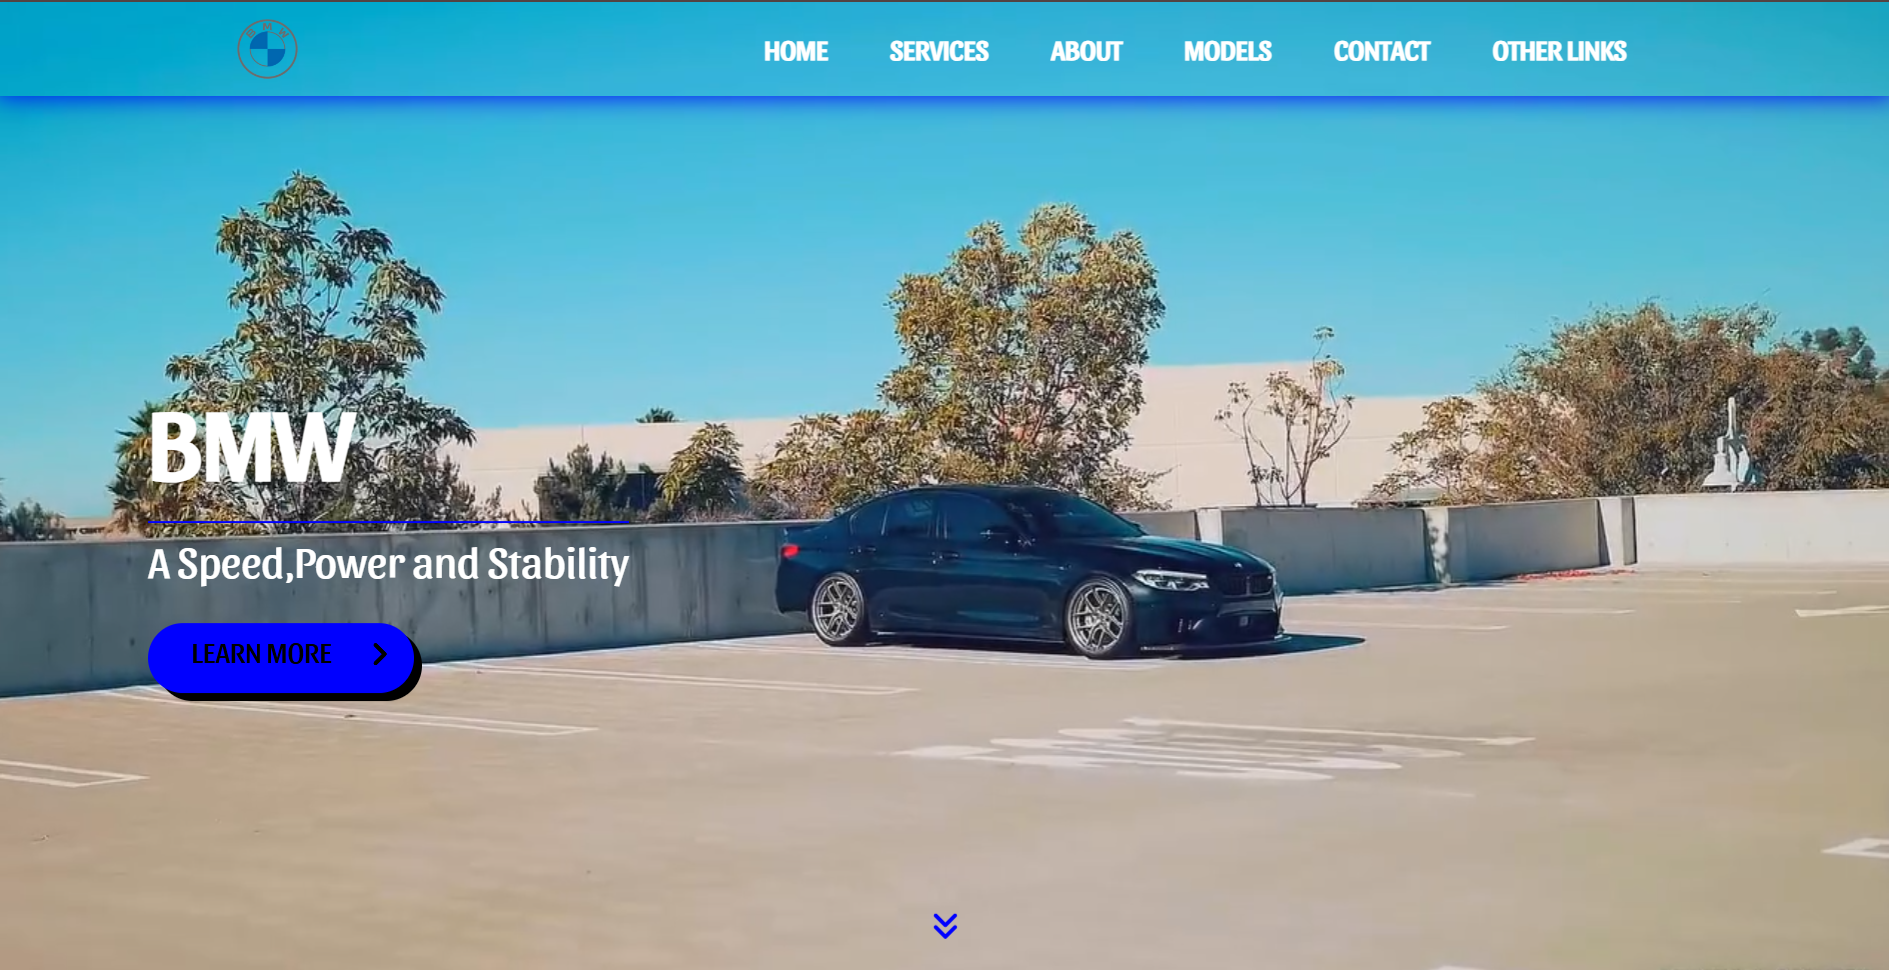 BMW
HOME SERVICES ABOUT MODELS CONTACT OTHER LINKS
BMW
A Speed,Power and Stability
LEARN MORE